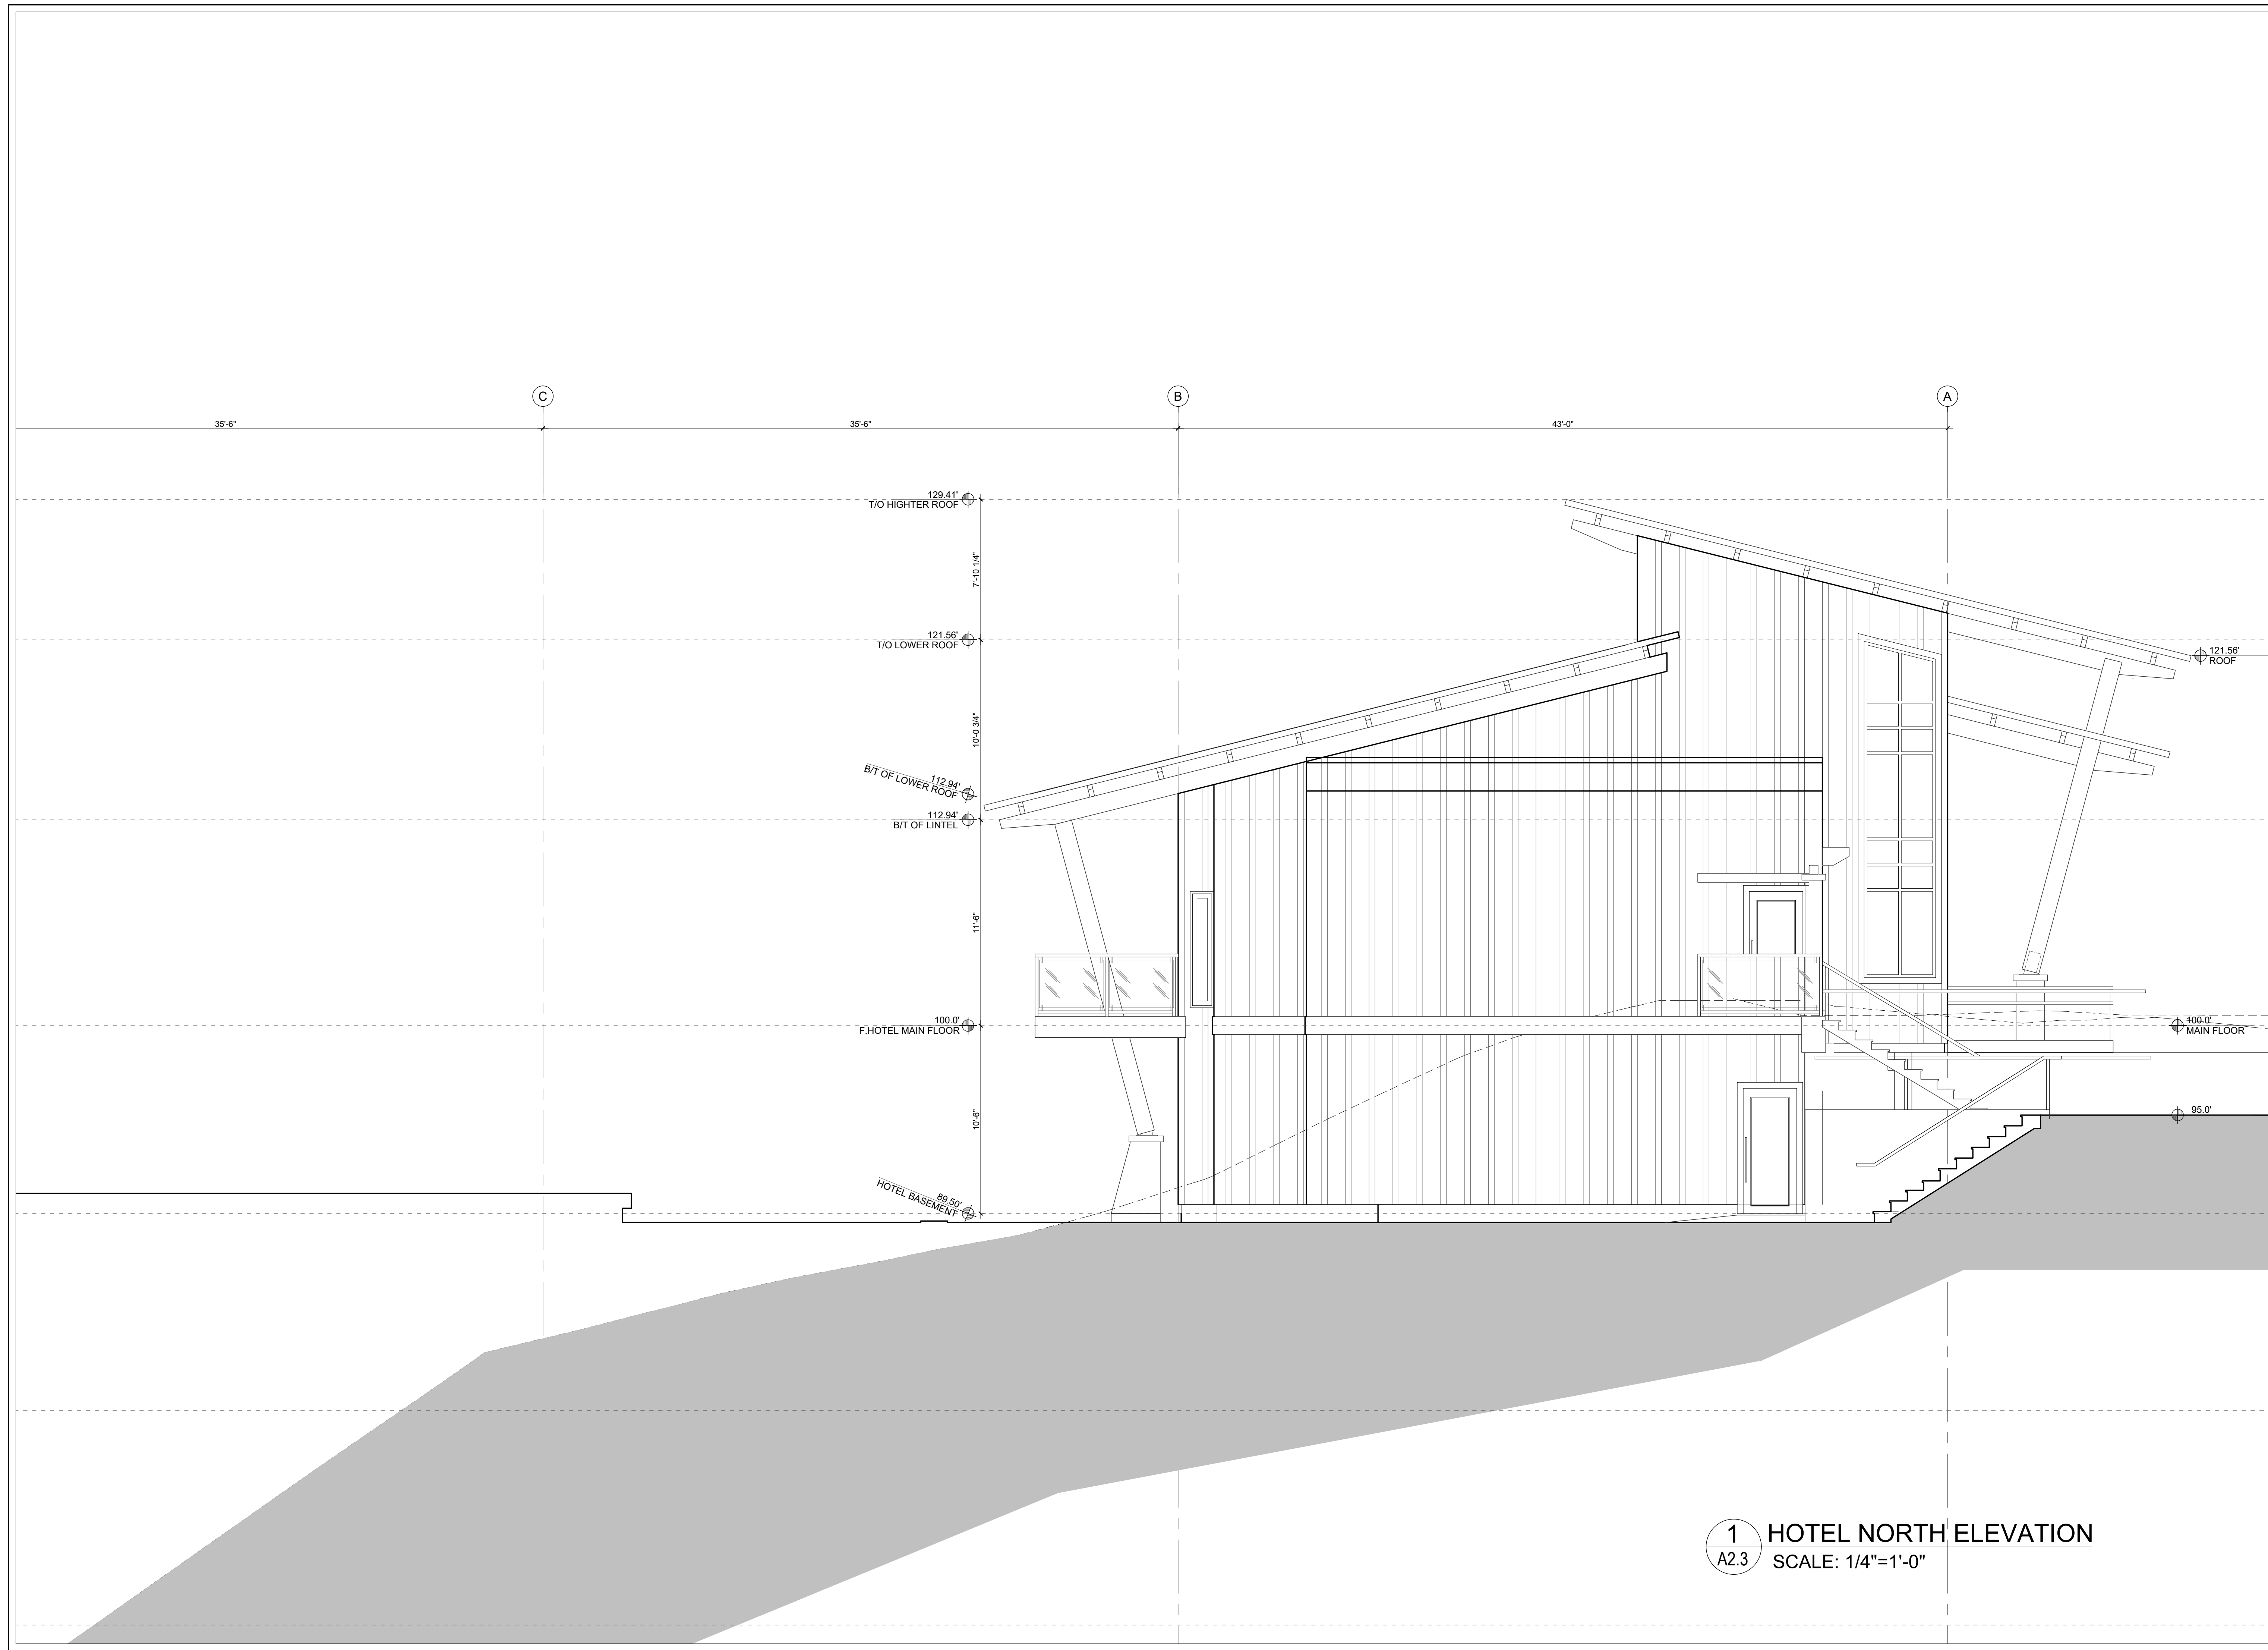 C
B
A
35'-6"
35'-6"
43'-0"
129.41'
T/O HIGHTER ROOF
7'-10 1/4"
121.56'
T/O LOWER ROOF
121.56'
ROOF
10'-0 3/4"
112.94'
B/T OF LOWER ROOF
112.94'
B/T OF LINTEL
11'-6"
100.0'
F.HOTEL MAIN FLOOR
100.0'
MAIN FLOOR
10'-6"
95.0'
89.50'
HOTEL BASEMENT
1
A2.3
HOTEL NORTH ELEVATION
SCALE: 1/4"=1'-0"